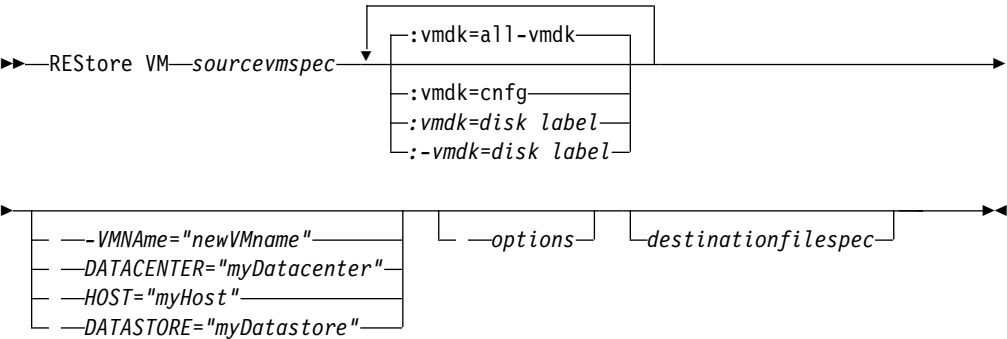 :vmdk=all-vmdk
REStore VM sourcevmspec
:vmdk=cnfg
:vmdk=disk label
:-vmdk=disk label
-VMNAme="newVMname"
options
destinationfilespec
DATACENTER="myDatacenter"
HOST="myHost"
DATASTORE="myDatastore"